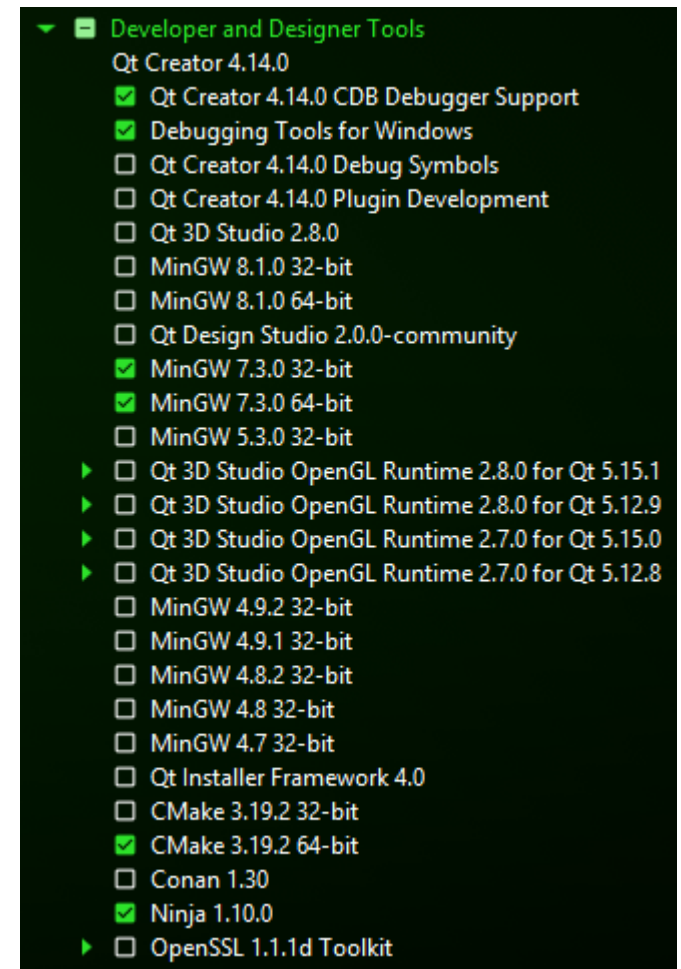 Developer and Designer Tools
Qt Creator 4.14.0
Qt Creator 4.14.0 CDB Debugger Support
Debugging Tools for Windows
Qt Creator 4.14.0 Debug Symbols
Qt Creator 4.14.0 Plugin Development
Qt 3D Studio 2.8.0
MinGW 8.1.0 32-bit
MinGW 8.1.0 64-bit
Qt Design Studio 2.0.0-community
MinGW 7.3.0 32-bit
MinGW 7.3.0 64-bit
MinGW 5.3.0 32-bit
Qt 3D Studio OpenGL Runtime 2.8.0 for Qt 5.15.1
Qt 3D Studio OpenGL Runtime 2.8.0 for Qt 5.12.9
Qt 3D Studio OpenGL Runtime 2.7.0 for Qt 5.15.0
Qt 3D Studio OpenGL Runtime 2.7.0 for Qt 5.12.8
MinGW 4.9.2 32-bit
MinGW 4.9.1 32-bit
MinGW 4.8.2 32-bit
MinGW 4.8 32-bit
MinGW 4.7 32-bit
Qt Installer Framework 4.0
CMake 3.19.2 32-bit
CMake 3.19.2 64-bit
Conan 1.30
Ninja 1.10.0
OpenSSL 1.1.1d Toolkit